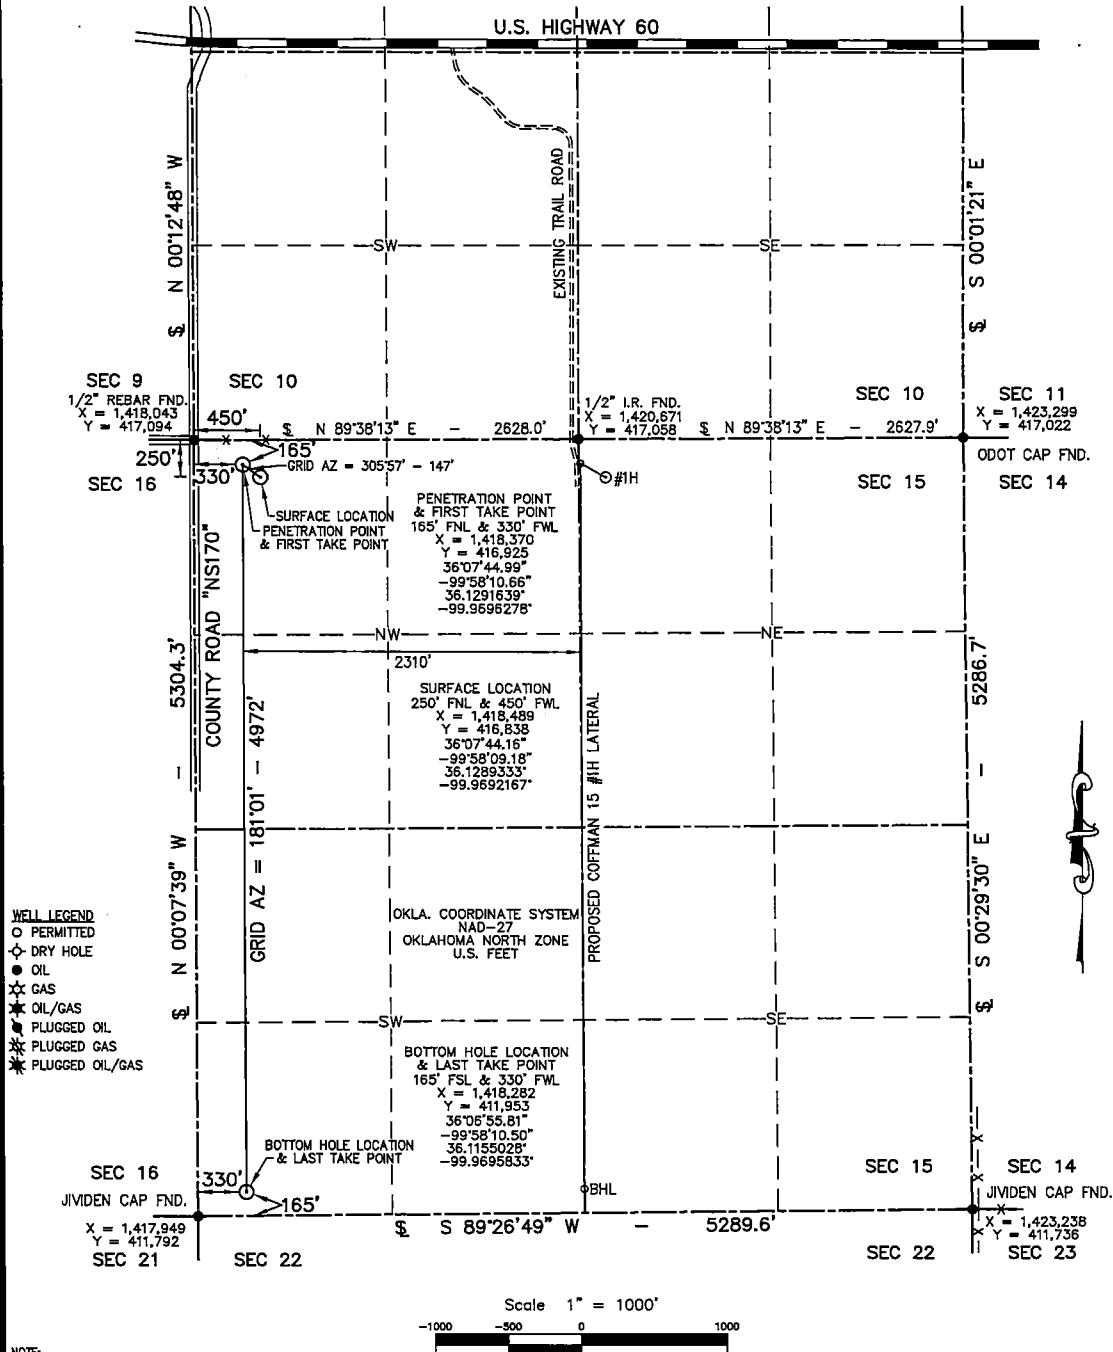 U.S. HIGHWAY 60
N 00°12'48" W
S 00°01'21" E
EXISTING TRAIL ROAD
SW
SE
SEC 9
SEC 10
1/2" REBAR FND.
X = 1,418,043
Y = 417,094
450'
N 89°38'13" E - 2628.0'
1/2" I.R. FND.
X = 1,420,671
Y = 417,058
SEC 10
N 89°38'13" E - 2627.9'
SEC 11
X = 1,423,299
Y = 417,022
ODOT CAP FND.
250'
165'
330'
GRID AZ = 305°57' - 147'
SEC 16
#1H
SEC 15
SEC 14
SURFACE LOCATION
PENETRATION POINT
& FIRST TAKE POINT
PENETRATION POINT
& FIRST TAKE POINT
165' FNL & 330' FWL
X = 1,418,370
Y = 416,925
36°07'44.99"
-99°58'10.66"
36.1291639°
-99.9696278°
COUNTY ROAD "NS170"
NW
NE
2310'
SURFACE LOCATION
250' FNL & 450' FWL
X = 1,418,489
Y = 416,838
36°07'44.16"
-99°58'09.18"
36.1289333°
-99.9692167°
N 00°07'39" W - 5304.3'
GRID AZ = 181°01' - 4972'
PROPOSED COFFMAN 15 #1H LATERAL
S 00°29'30" E - 5286.7'
OKLA. COORDINATE SYSTEM
NAD-27
OKLAHOMA NORTH ZONE
U.S. FEET
WELL LEGEND
PERMITTED
DRY HOLE
OIL
GAS
OIL/GAS
PLUGGED OIL
PLUGGED GAS
PLUGGED OIL/GAS
SW
SE
BOTTOM HOLE LOCATION
& LAST TAKE POINT
165' FSL & 330' FWL
X = 1,418,282
Y = 411,953
36°06'55.81"
-99°58'10.50"
36.1155028°
-99.9695833°
BOTTOM HOLE LOCATION
& LAST TAKE POINT
SEC 16
330'
165'
BHL
SEC 15
SEC 14
JIVIDEN CAP FND.
JIVIDEN CAP FND.
X = 1,417,949
Y = 411,792
S 89°26'49" W - 5289.6'
X = 1,423,238
Y = 411,736
SEC 21
SEC 22
SEC 22
SEC 23
Scale 1" = 1000'
-1000 -500 0 1000
NOTE: